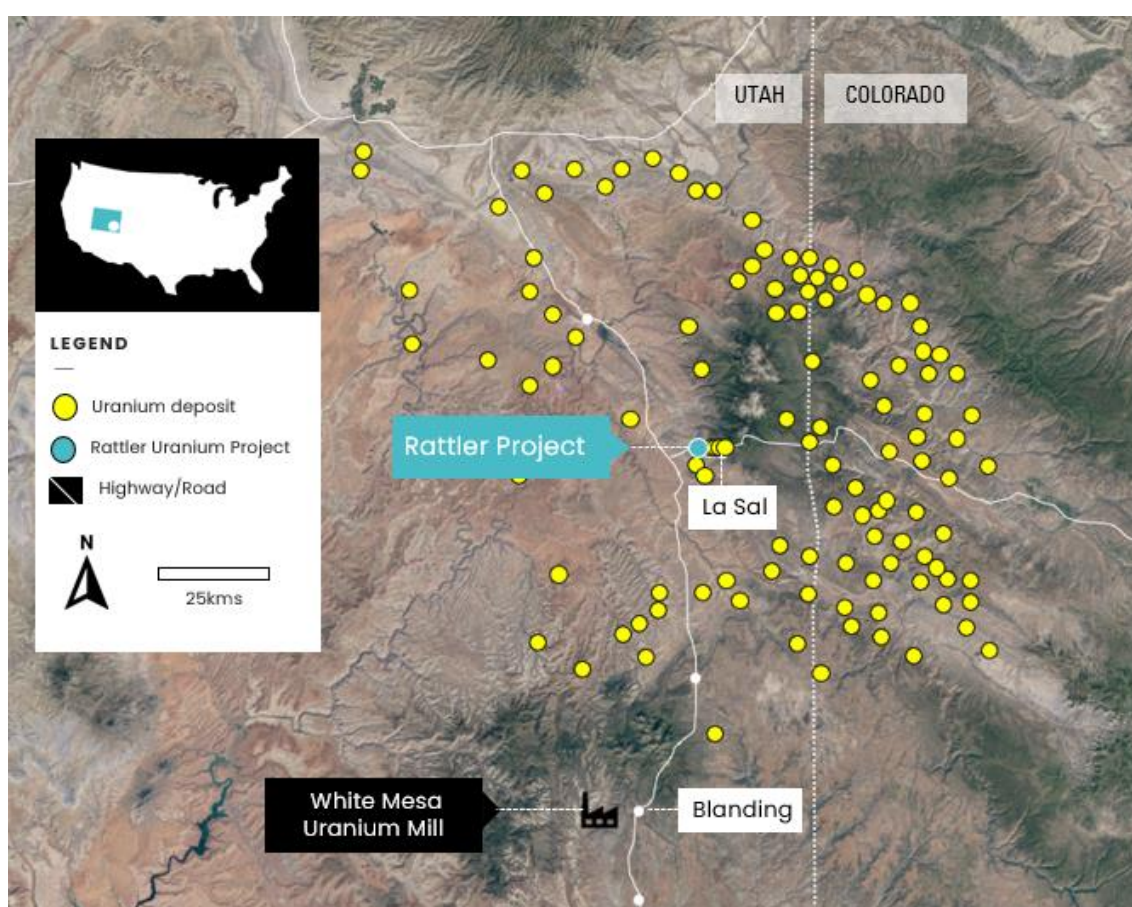 UTAH
COLORADO
LEGEND
Uranium deposit
Rattler Uranium Project
Highway/Road
N
25kms
Rattler Project
La Sal
White Mesa
Uranium Mill
Blanding